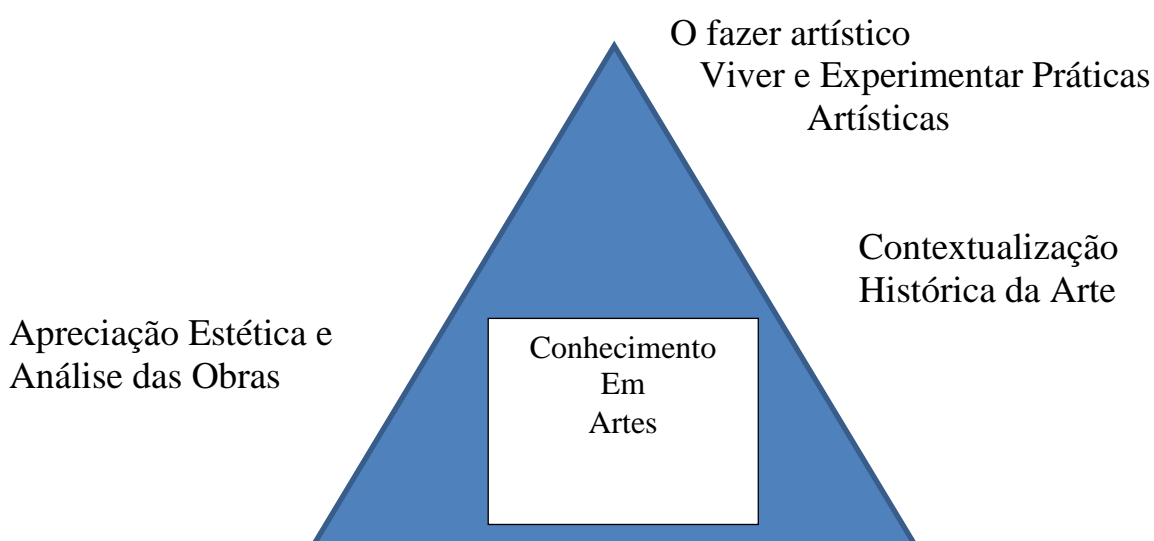 O fazer artístico
Viver e Experimentar Práticas
Artísticas
Contextualização
Histórica da Arte
Apreciação Estética e
Análise das Obras
Conhecimento
Em
Artes